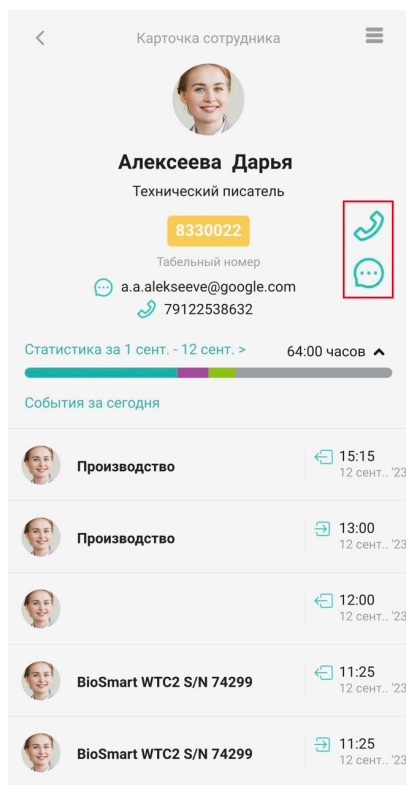 Карточка сотрудника
Алексеева Дарья
Технический писатель
8330022
Табельный номер
a.a.alekseeve@google.com
79122538632
Статистика за 1 сент. - 12 сент. > 64:00 часов
События за сегодня
Производство 15:15
12 сент.. '23
Производство 13:00
12 сент.. '23
12:00
12 сент.. '23
BioSmart WTC2 S/N 74299 11:25
12 сент.. '23
BioSmart WTC2 S/N 74299 11:25
12 сент.. '23